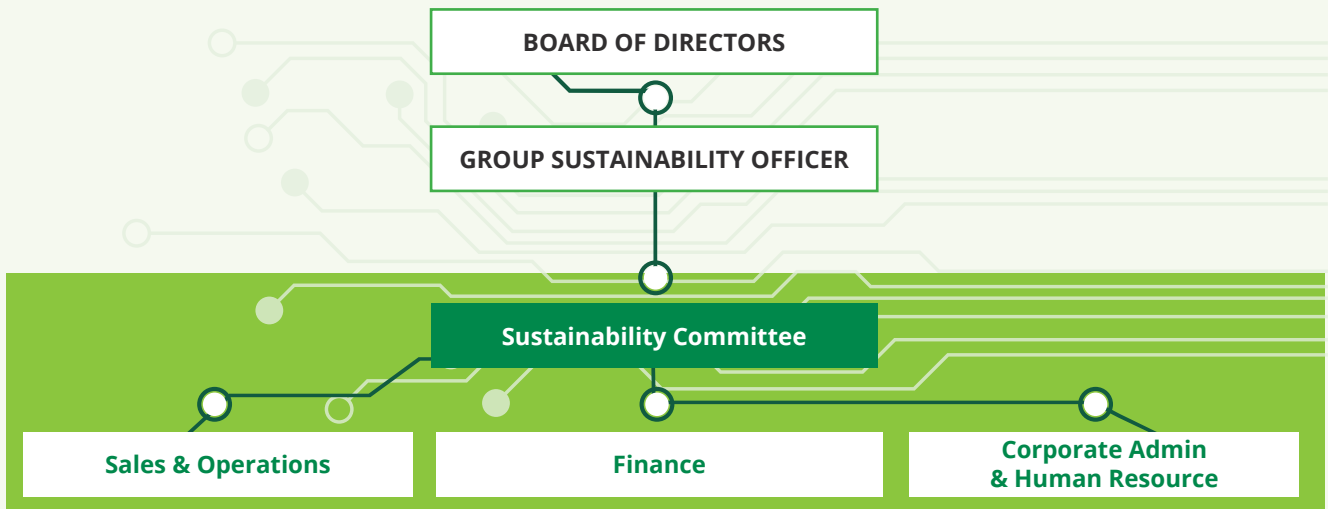 BOARD OF DIRECTORS
GROUP SUSTAINABILITY OFFICER
Sustainability Committee
Sales & Operations
Finance
Corporate Admin
& Human Resource